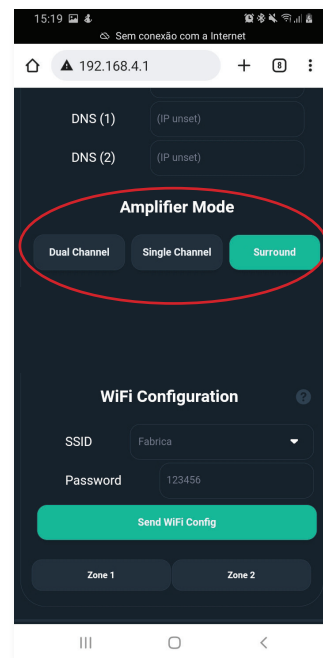 15:19
Sem conexão com a Internet
192.168.4.1
8
DNS (1) (IP unset)
DNS (2) (IP unset)
Amplifier Mode
Dual Channel Single Channel Surround
WiFi Configuration ?
SSID Fabrica
Password 123456
Send WiFi Config
Zone 1 Zone 2